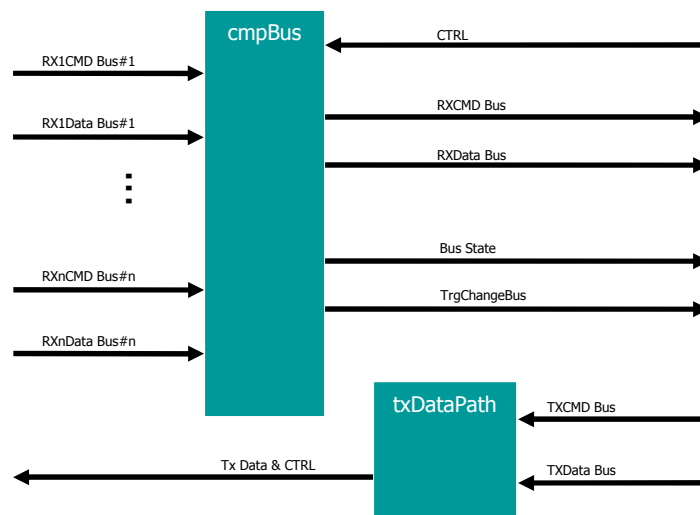 cmpBus
CTRL
RX1CMD Bus#1
RXCMD Bus
RX1Data Bus#1
RXData Bus
...
Bus State
RXnCMD Bus#n
TrgChangeBus
RXnData Bus#n
txDataPath
TXCMD Bus
Tx Data & CTRL
TXData Bus